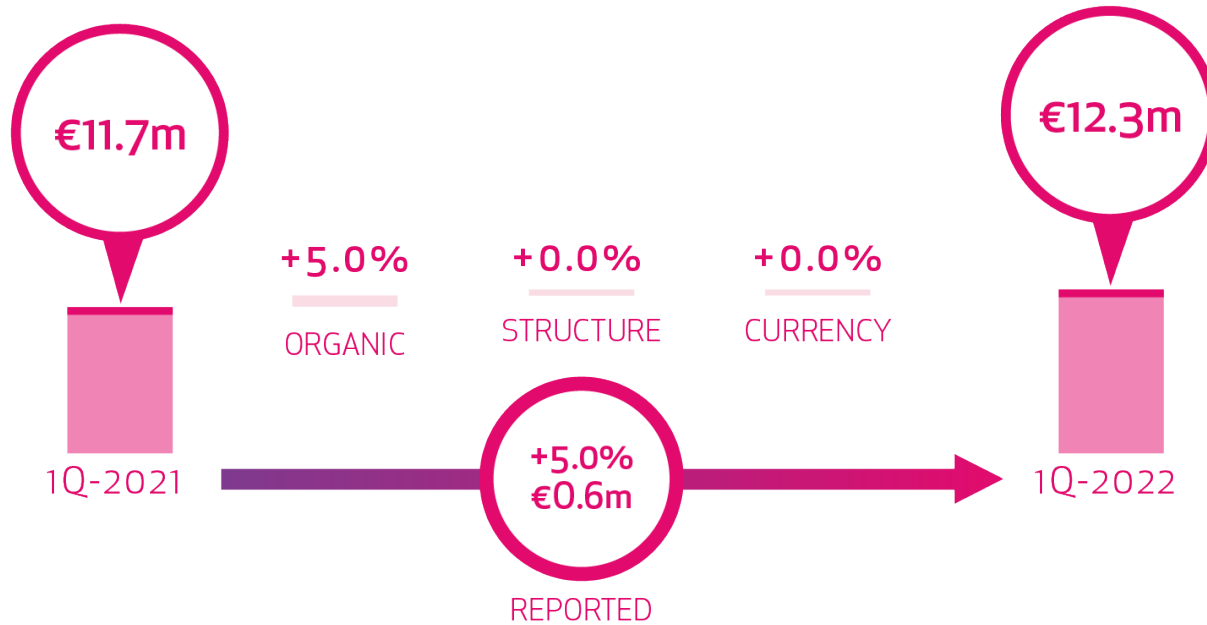 €11.7m
€12.3m
+5.0%
ORGANIC
+0.0%
STRUCTURE
+0.0%
CURRENCY
1Q-2021
+5.0%
€0.6m
1Q-2022
REPORTED